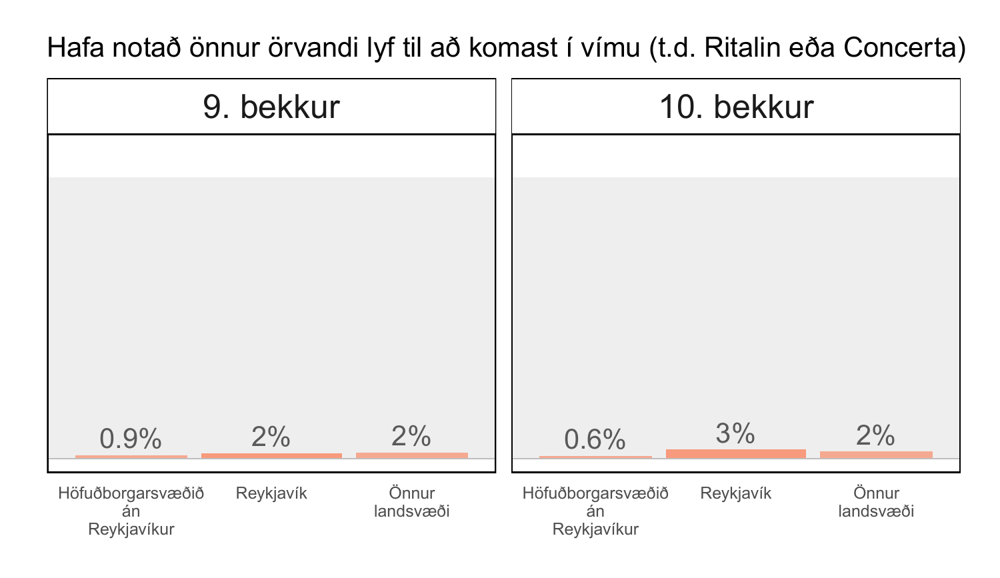 Hafa notað önnur örvandi lyf til að komast í vímu (t.d. Ritalin eða Concerta)
9. bekkur
0.9%
2%
2%
Höfuðborgarsvæðið
án
Reykjavíkur
Reykjavík
Önnur
landsvæði
10. bekkur
0.6%
3%
2%
Höfuðborgarsvæðið
án
Reykjavíkur
Reykjavík
Önnur
landsvæði